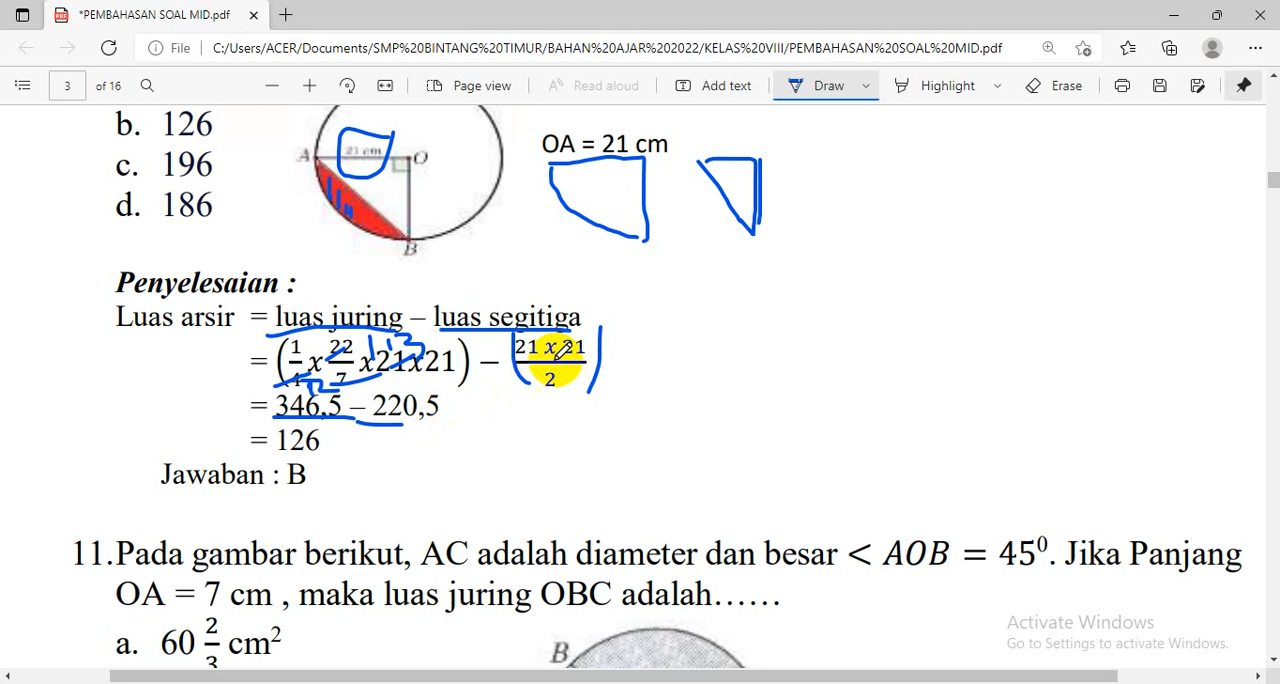 *PEMBAHASAN SOAL MID.pdf
File C:/Users/ACER/Documents/SMP%20BINTANG%20TIMUR/BAHAN%20AJAR%202022/KELAS%20VIII/PEMBAHASAN%20SOAL%20MID.pdf
3 of 16 Page view Read aloud Add text Draw Highlight Erase
b. 126
c. 196
d. 186
A 21 cm O
B
OA = 21 cm
Penyelesaian :
Luas arsir = luas juring – luas segitiga
= (1/4 x 22/7 x21x21) – 21 x 21/2
= 346,5 – 220,5
= 126
Jawaban : B
11.Pada gambar berikut, AC adalah diameter dan besar < AOB = 45⁰. Jika Panjang
OA = 7 cm , maka luas juring OBC adalah……
a. 60 2/3 cm²
B
Activate Windows
Go to Settings to activate Windows.